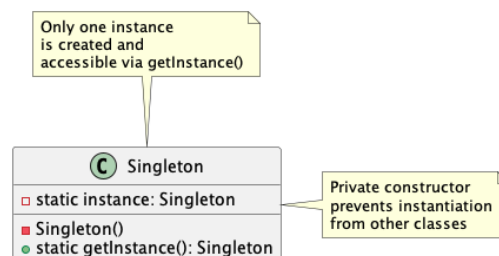 Only one instance
is created and
accessible via getInstance()
C Singleton
static instance: Singleton
Singleton()
static getInstance(): Singleton
Private constructor
prevents instantiation
from other classes